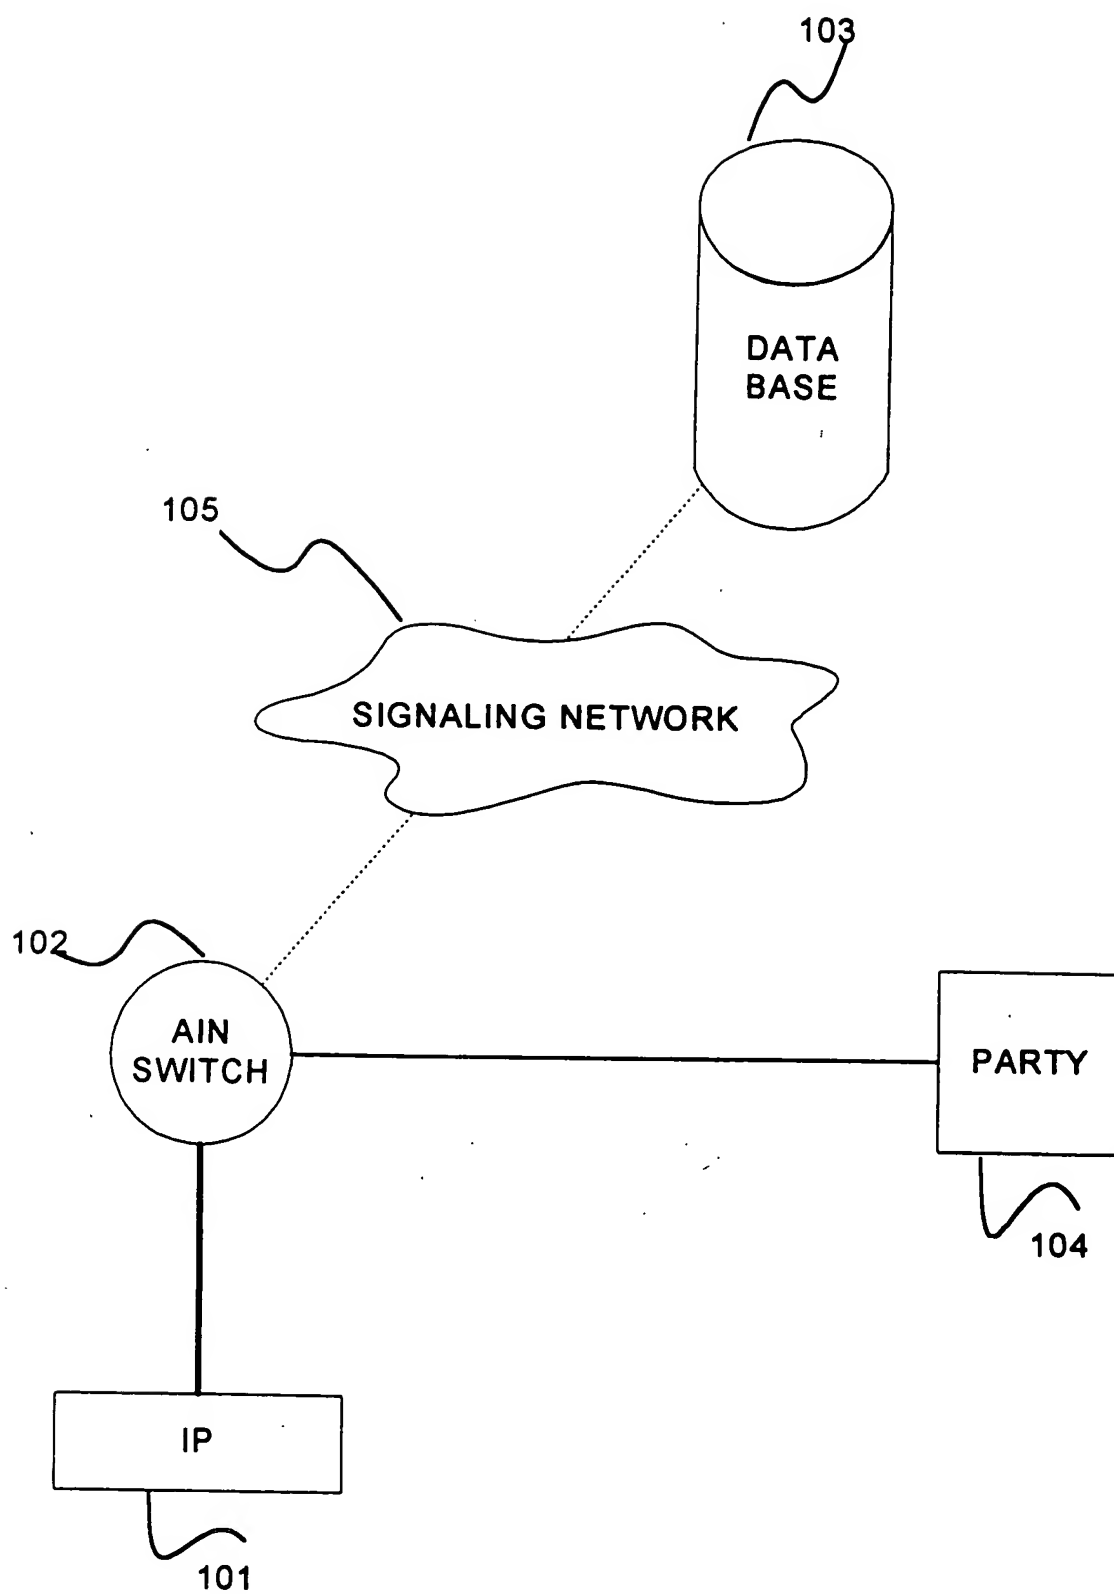 103
DATA
BASE
105
SIGNALING NETWORK
102
AIN
SWITCH
PARTY
104
IP
101